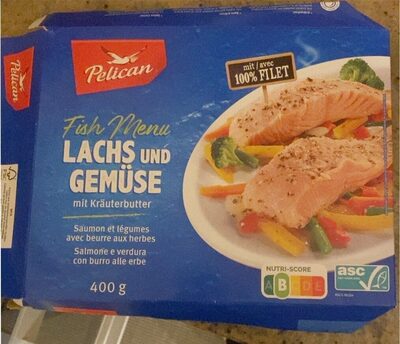 Pelican
Pelican
mit/avec
100% FILET
Fish Menu
LACHS UND
GEMÜSE
mit Kräuterbutter
Saumon et légumes
avec beurre aux herbes
Salmone e verdura
con burro alle erbe
400 g
NUTRI-SCORE
A B C D E
asc